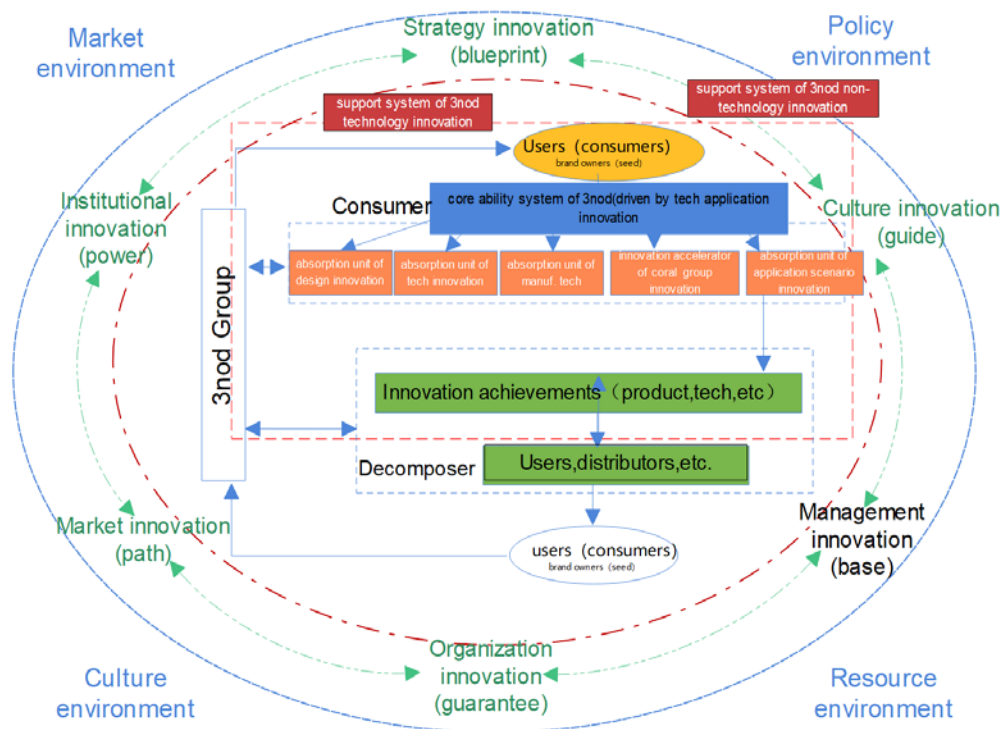 Market
environment
Strategy innovation
(blueprint)
Policy
environment
support system of 3nod
technology innovation
support system of 3nod non-
technology innovation
Users (consumers)
brand owners (seed)
Institutional
innovation
(power)
Consumer
core ability system of 3nod(driven by tech application
innovation
Culture innovation
(guide)
absorption unit of
design innovation
absorption unit of
tech innovation
absorption unit of
manuf. tech
innovation accelerator
of coral group
innovation
absorption unit of
application scenario
innovation
3nod Group
Innovation achievements（product,tech,etc）
Decomposer
Users,distributors,etc.
Market innovation
(path)
Management
innovation
(base)
users (consumers)
brand owners (seed)
Organization
innovation
(guarantee)
Culture
environment
Resource
environment